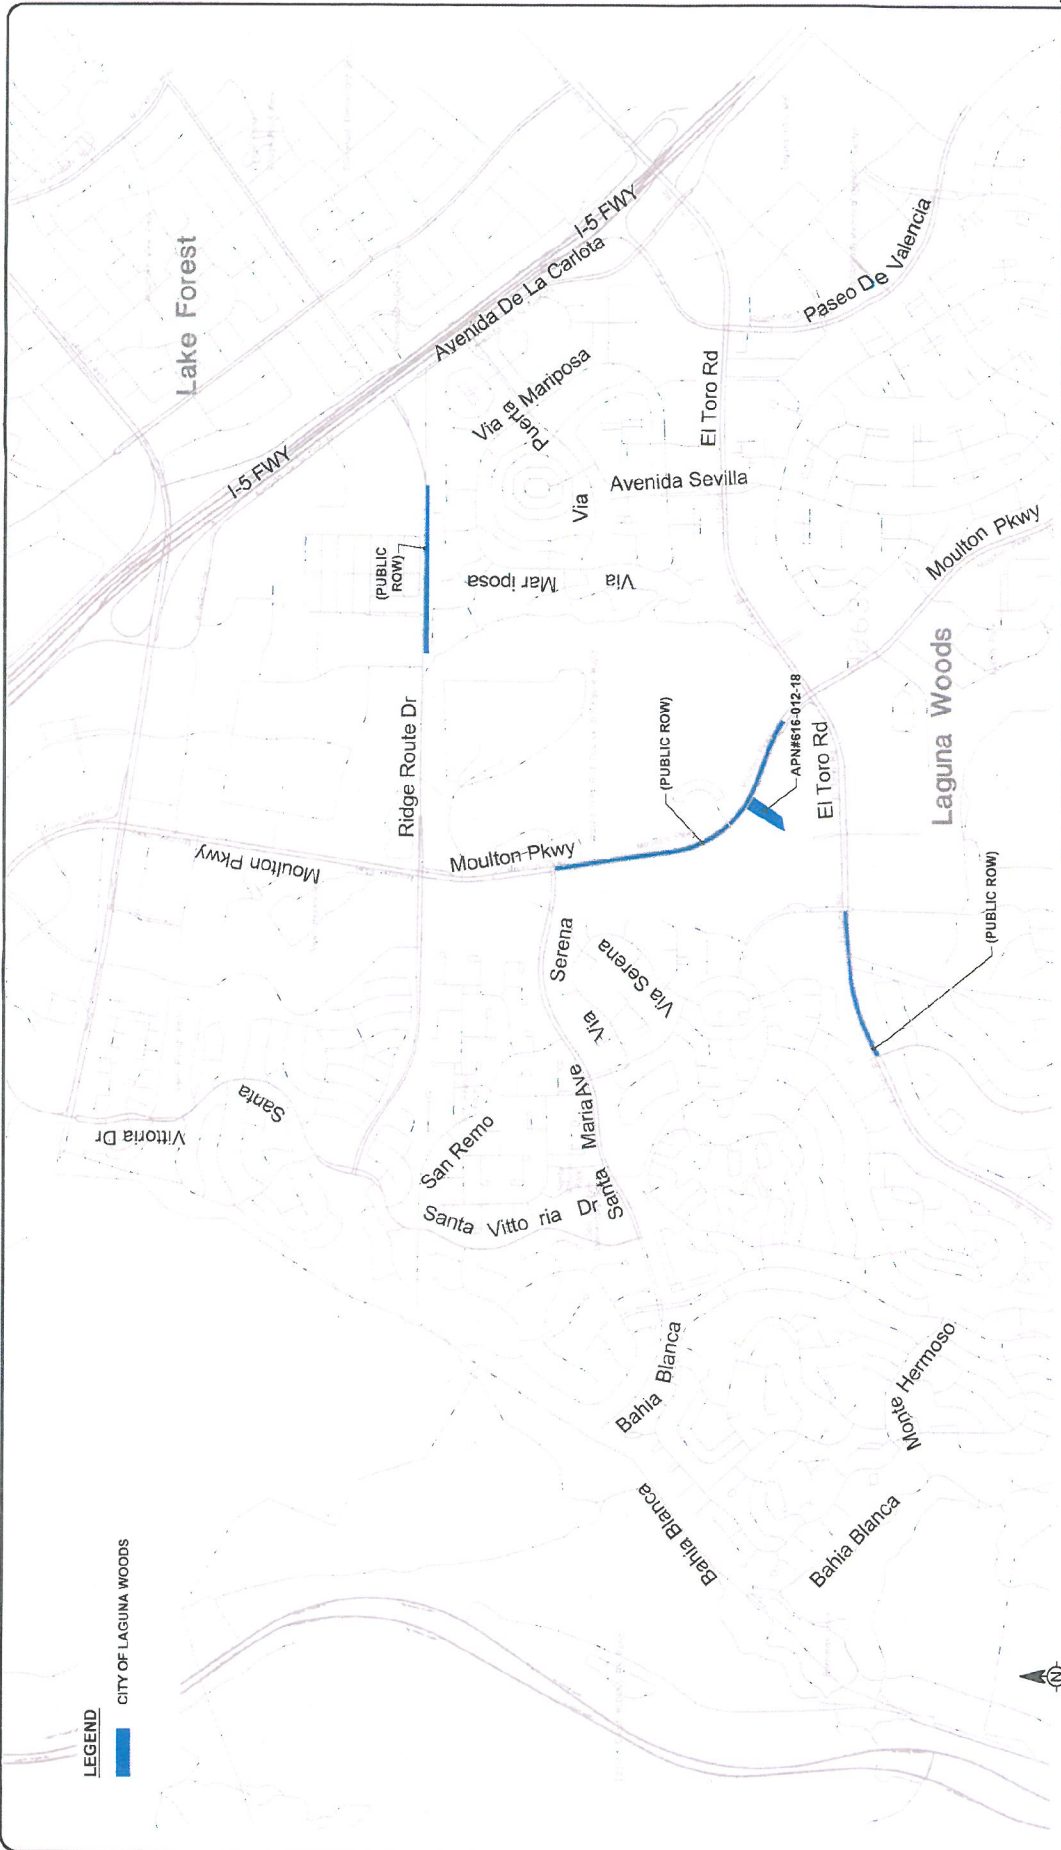 LEGEND
CITY OF LAGUNA WOODS
Lake Forest
I-5 FWY
I-5 FWY
Avenida De La Carlota
(PUBLIC
ROW)
Ridge Route Dr
Moulton Pkwy
Moulton Pkwy
Via Mariposa
Puerta
Via
Mariposa
Via
Avenida Sevilla
El Toro Rd
Paseo De Valencia
Moulton Pkwy
Laguna Woods
(PUBLIC ROW)
APN#616-012-18
El Toro Rd
(PUBLIC ROW)
Serena
Via
Via Serena
Santa
Vittoria Dr
San Remo
Santa Maria Ave
Santa Vitto ria Dr
Bahia Blanca
Bahia Blanca
Bahia Blanca
Monte Hermoso
N